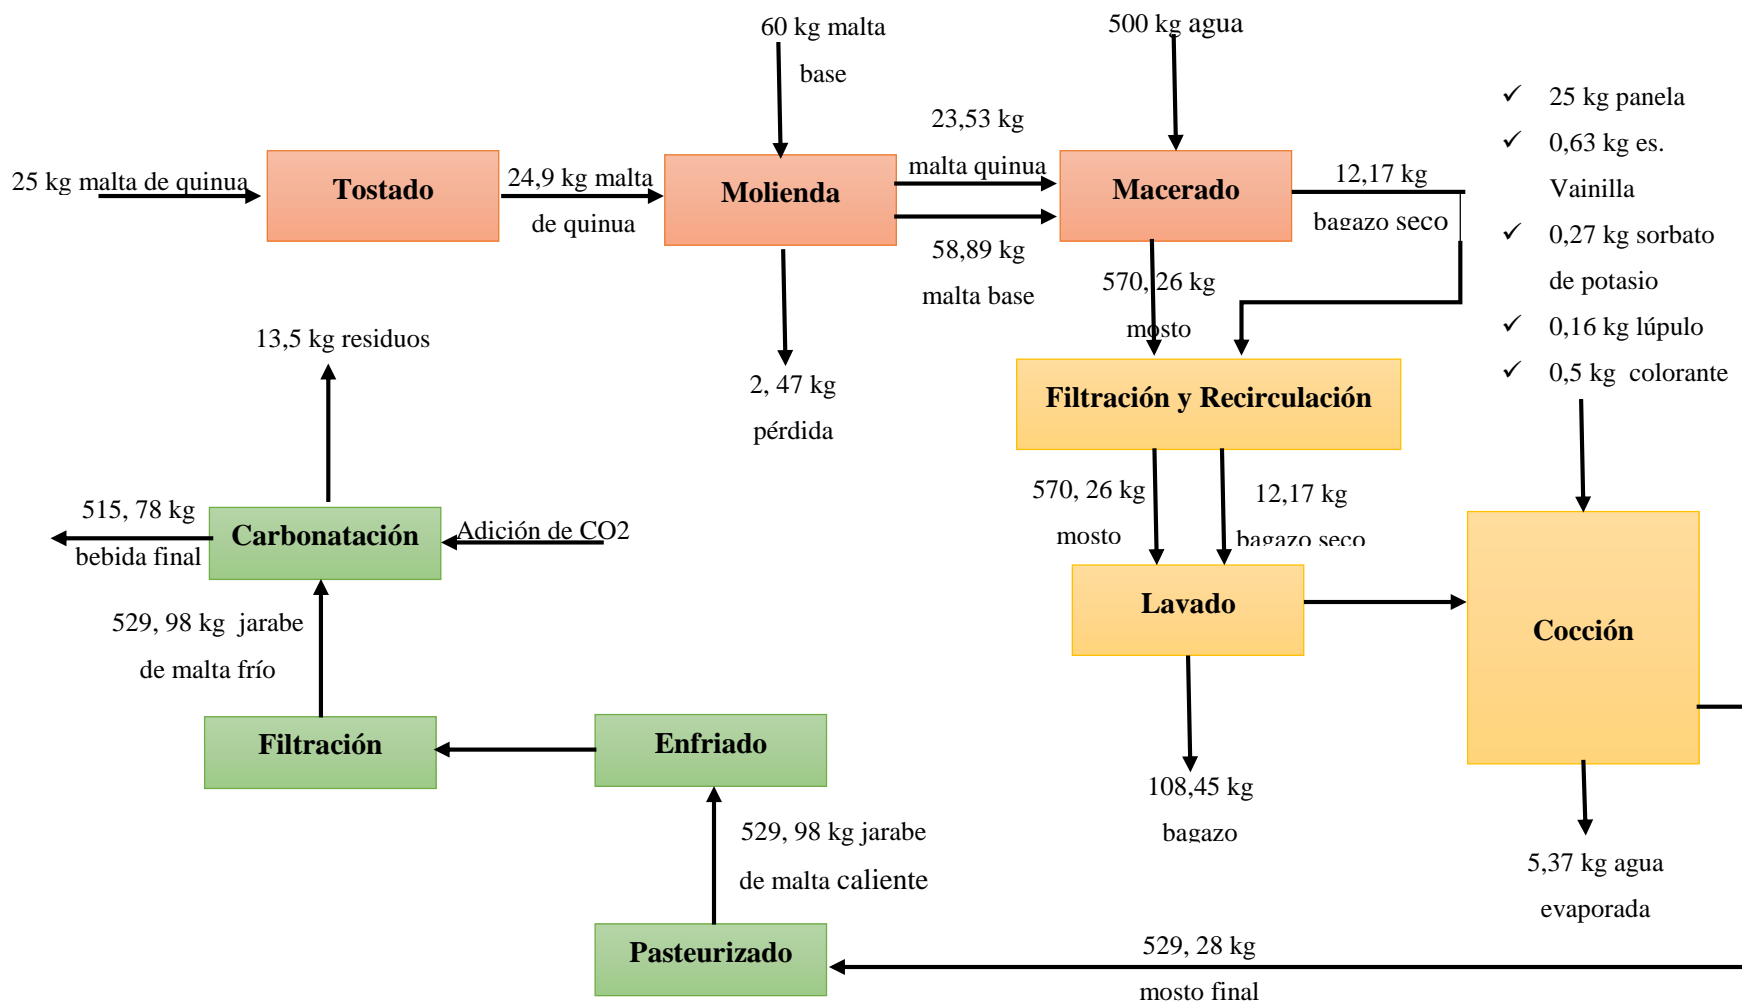 25 kg malta de quinua
Tostado
24,9 kg malta
de quinua
60 kg malta
base
Molienda
2, 47 kg
pérdida
23,53 kg
malta quinua
58,89 kg
malta base
500 kg agua
Macerado
12,17 kg
bagazo seco
570, 26 kg
mosto
Filtración y Recirculación
570, 26 kg
mosto
12,17 kg
bagazo seco
Lavado
108,45 kg
bagazo
✓ 25 kg panela
✓ 0,63 kg es.
Vainilla
✓ 0,27 kg sorbato
de potasio
✓ 0,16 kg lúpulo
✓ 0,5 kg colorante
Cocción
5,37 kg agua
evaporada
529, 28 kg
mosto final
Pasteurizado
529, 98 kg jarabe
de malta caliente
Enfriado
Filtración
529, 98 kg jarabe
de malta frío
Carbonatación
Adición de CO2
13,5 kg residuos
515, 78 kg
bebida final